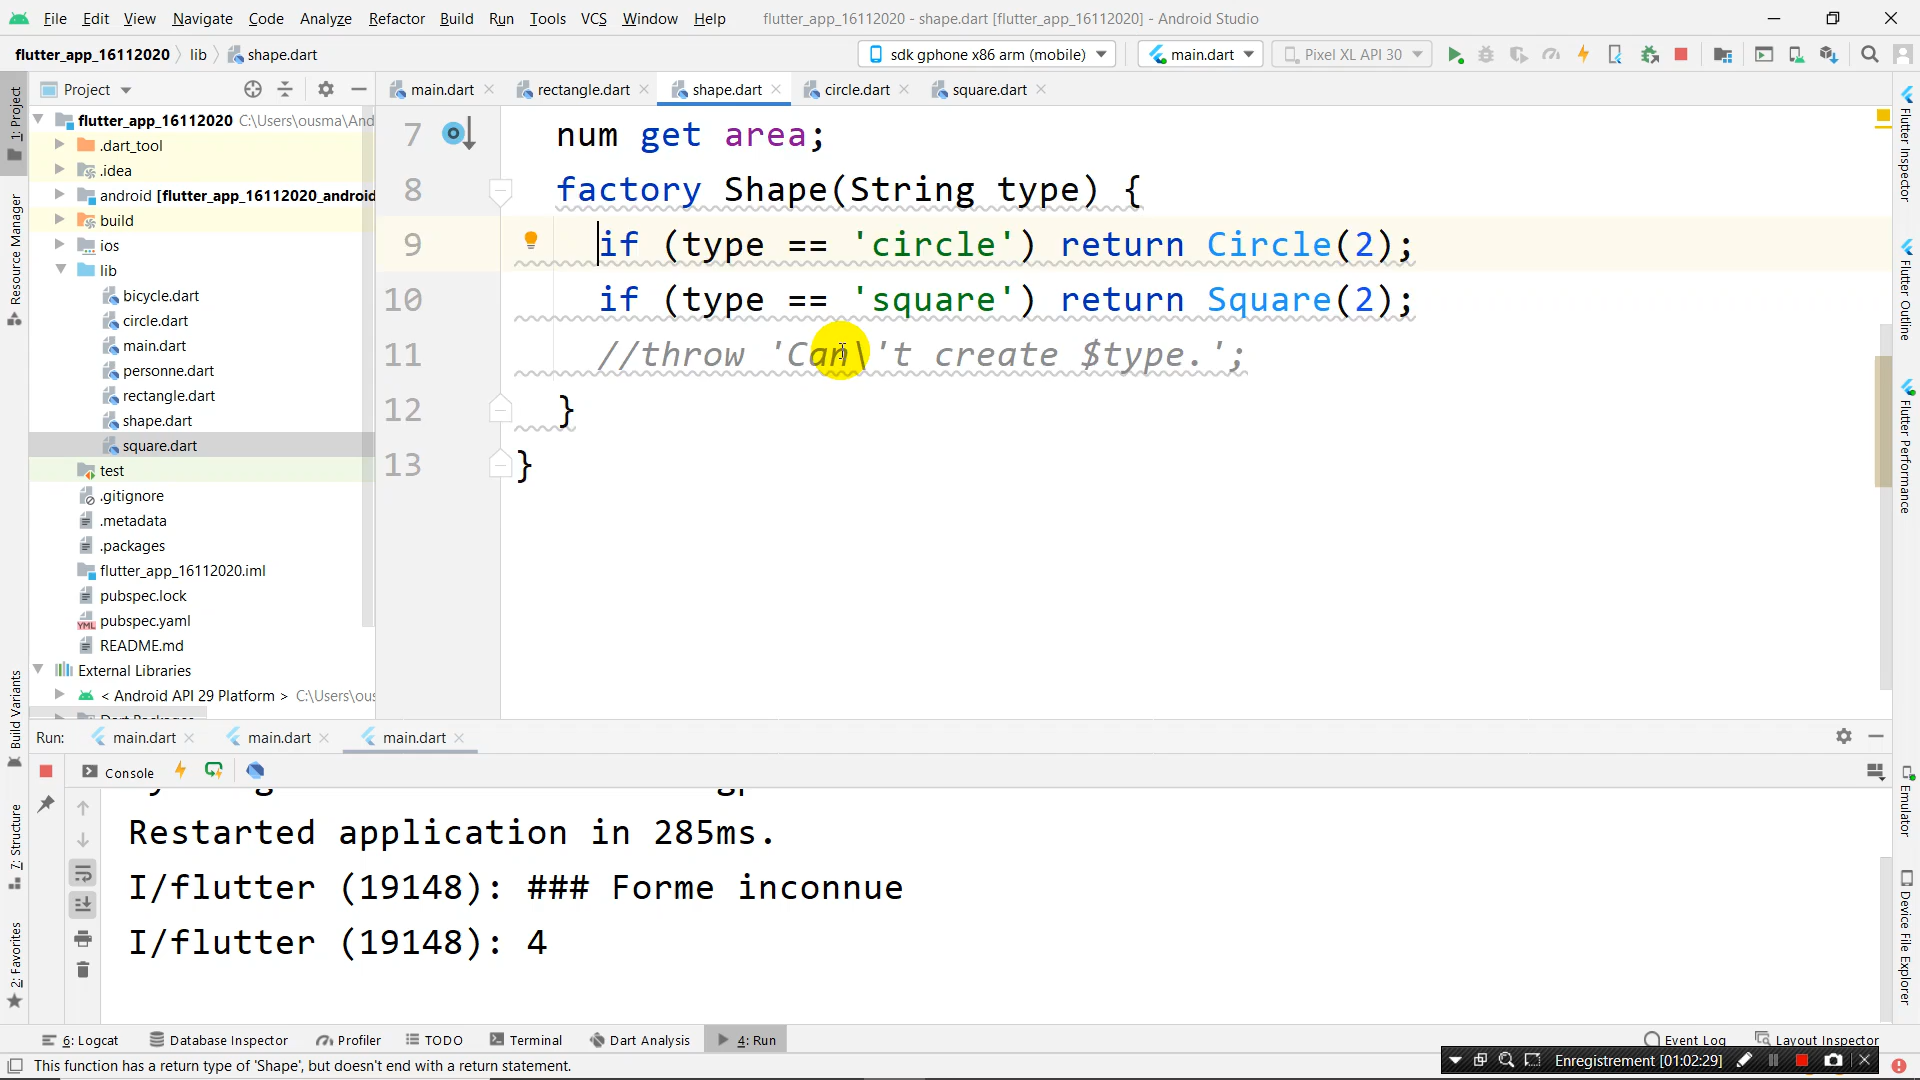 File Edit View Navigate Code Analyze Refactor Build Run Tools VCS Window Help flutter_app_16112020 - shape.dart [flutter_app_16112020] - Android Studio
flutter_app_16112020 lib shape.dart sdk gphone x86 arm (mobile) main.dart Pixel XL API 30
Project main.dart rectangle.dart shape.dart circle.dart square.dart
flutter_app_16112020 C:\Users\ousma\And
.dart_tool
.idea
android [flutter_app_16112020_android
build
ios
lib
bicycle.dart
circle.dart
main.dart
personne.dart
rectangle.dart
shape.dart
square.dart
test
.gitignore
.metadata
.packages
flutter_app_16112020.iml
pubspec.lock
pubspec.yaml
README.md
External Libraries
< Android API 29 Platform > C:\Users\ous
7 num get area;
8 factory Shape(String type) {
9 if (type == 'circle') return Circle(2);
10 if (type == 'square') return Square(2);
11 //throw 'Can\'t create $type.';
12 }
13 }
1: Project
Resource Manager
Build Variants
7: Structure
2: Favorites
Flutter Inspector
Flutter Outline
Flutter Performance
Emulator
Device File Explorer
Run: main.dart main.dart main.dart
Console
Restarted application in 285ms.
I/flutter (19148): ### Forme inconnue
I/flutter (19148): 4
6: Logcat Database Inspector Profiler TODO Terminal Dart Analysis 4: Run Event Log Layout Inspector
This function has a return type of 'Shape', but doesn't end with a return statement.
Enregistrement [01:02:29]